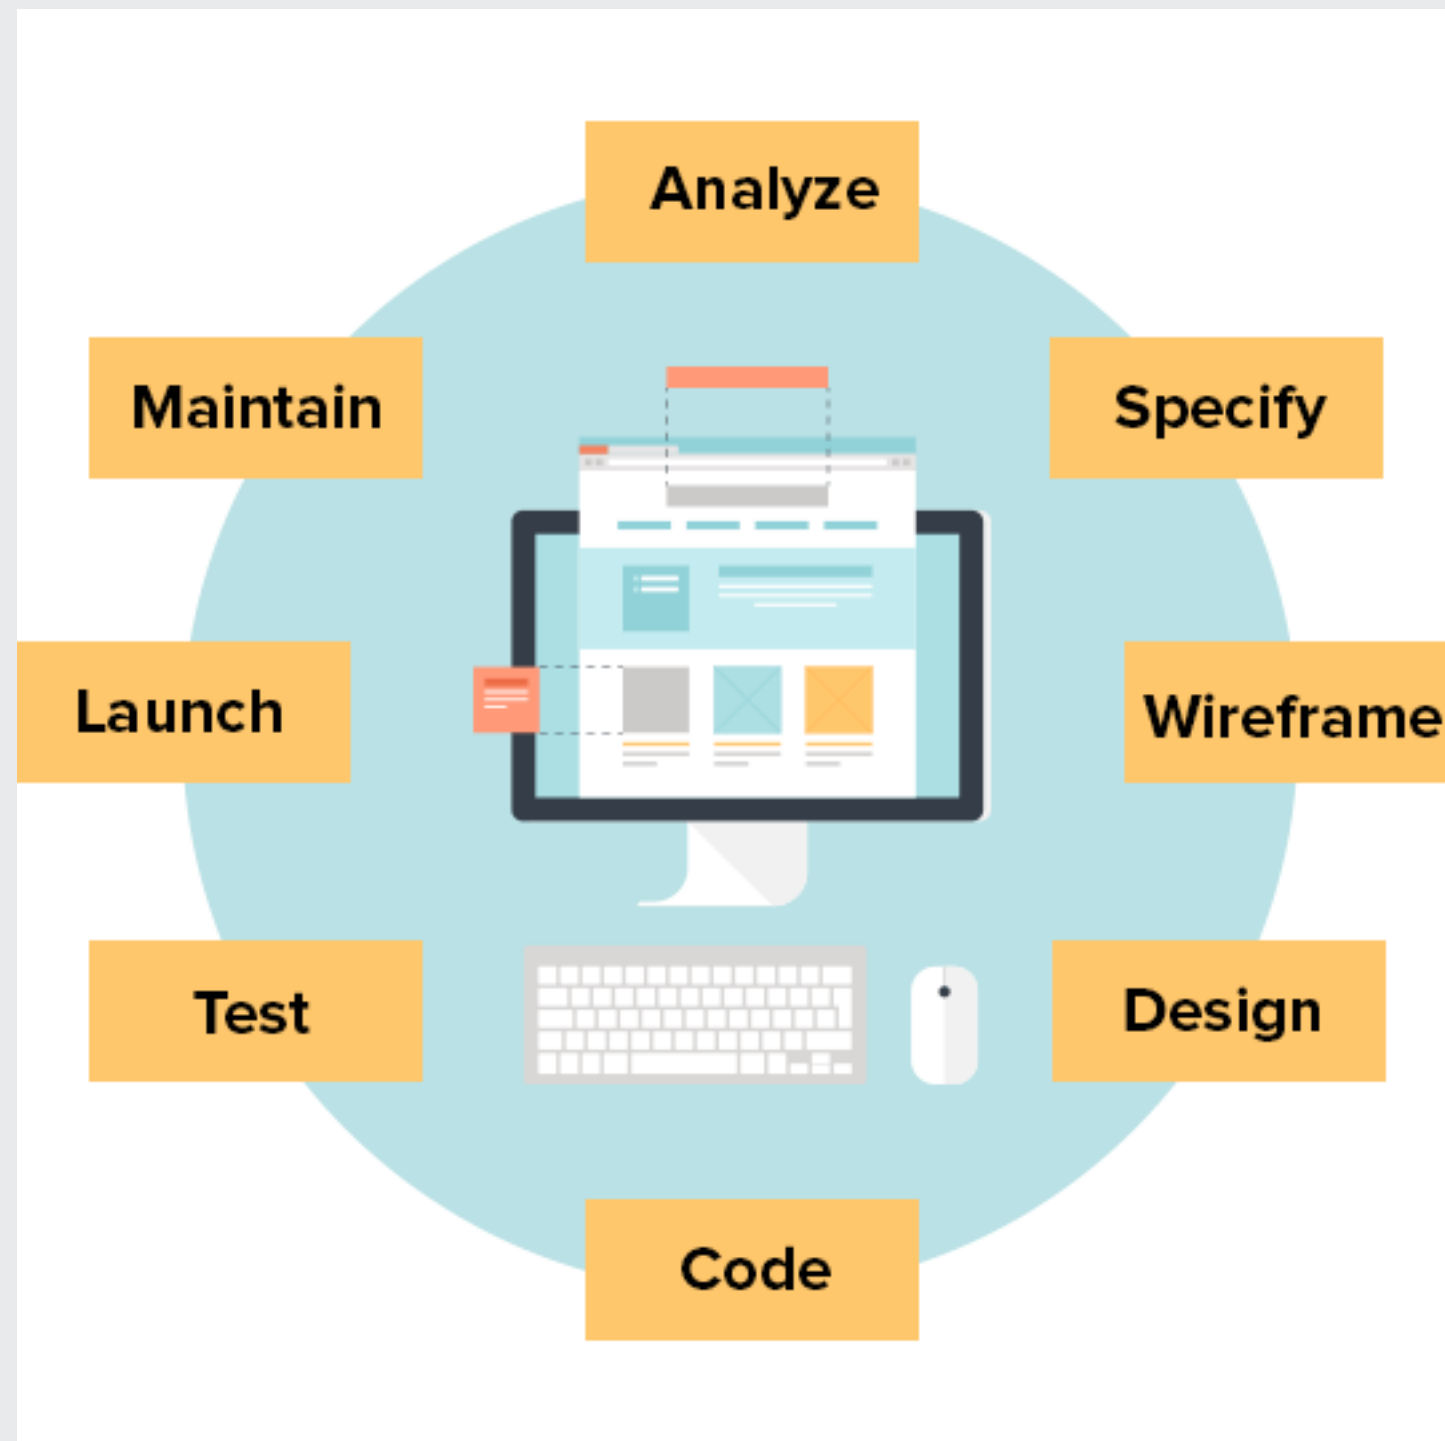 Analyze
Maintain
Specify
Launch
Wireframe
Test
Design
Code